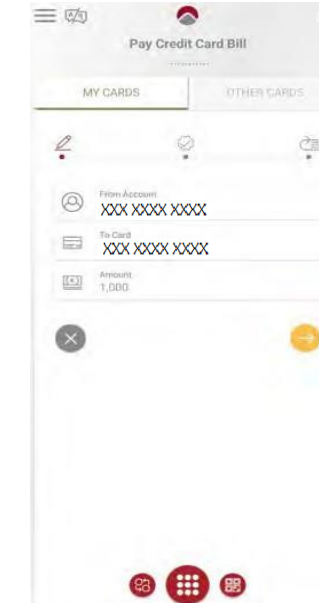 Pay Credit Card Bill
MY CARDS
OTHER CARDS
From Account
XXX XXXX XXXX
To Card
XXX XXXX XXXX
Amount
1,000